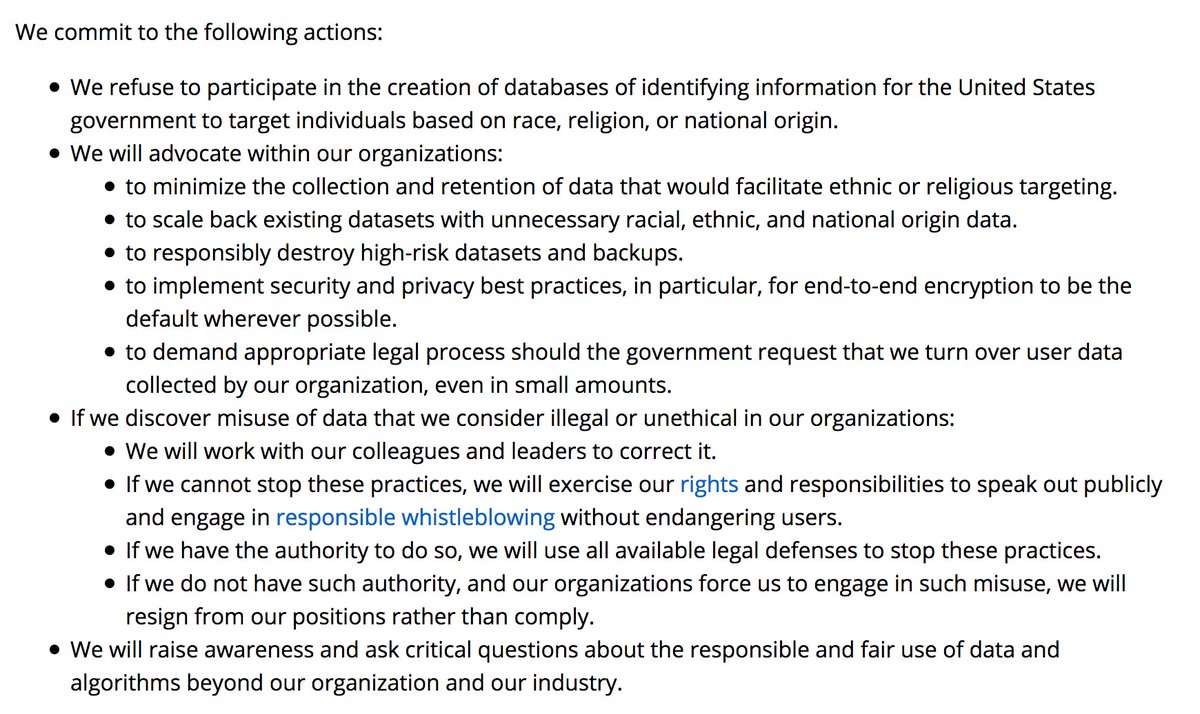 We commit to the following actions:
• We refuse to participate in the creation of databases of identifying information for the United States
government to target individuals based on race, religion, or national origin.
• We will advocate within our organizations:
• to minimize the collection and retention of data that would facilitate ethnic or religious targeting.
• to scale back existing datasets with unnecessary racial, ethnic, and national origin data.
• to responsibly destroy high-risk datasets and backups.
• to implement security and privacy best practices, in particular, for end-to-end encryption to be the
default wherever possible.
• to demand appropriate legal process should the government request that we turn over user data
collected by our organization, even in small amounts.
• If we discover misuse of data that we consider illegal or unethical in our organizations:
• We will work with our colleagues and leaders to correct it.
• If we cannot stop these practices, we will exercise our rights and responsibilities to speak out publicly
and engage in responsible whistleblowing without endangering users.
• If we have the authority to do so, we will use all available legal defenses to stop these practices.
• If we do not have such authority, and our organizations force us to engage in such misuse, we will
resign from our positions rather than comply.
• We will raise awareness and ask critical questions about the responsible and fair use of data and
algorithms beyond our organization and our industry.